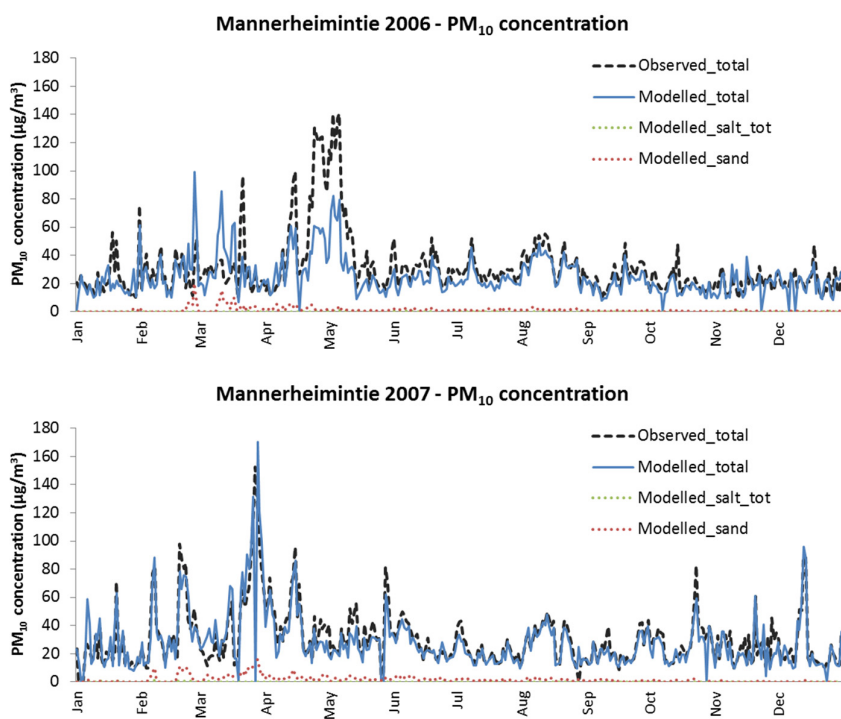 Mannerheimintie 2006 - PM₁₀ concentration
PM₁₀ concentration (µg/m³)
180
160
140
120
100
80
60
40
20
0
Observed_total
Modelled_total
Modelled_salt_tot
Modelled_sand
Jan Feb Mar Apr May Jun Jul Aug Sep Oct Nov Dec
Mannerheimintie 2007 - PM₁₀ concentration
PM₁₀ concentration (µg/m³)
180
160
140
120
100
80
60
40
20
0
Observed_total
Modelled_total
Modelled_salt_tot
Modelled_sand
Jan Feb Mar Apr May Jun Jul Aug Sep Oct Nov Dec